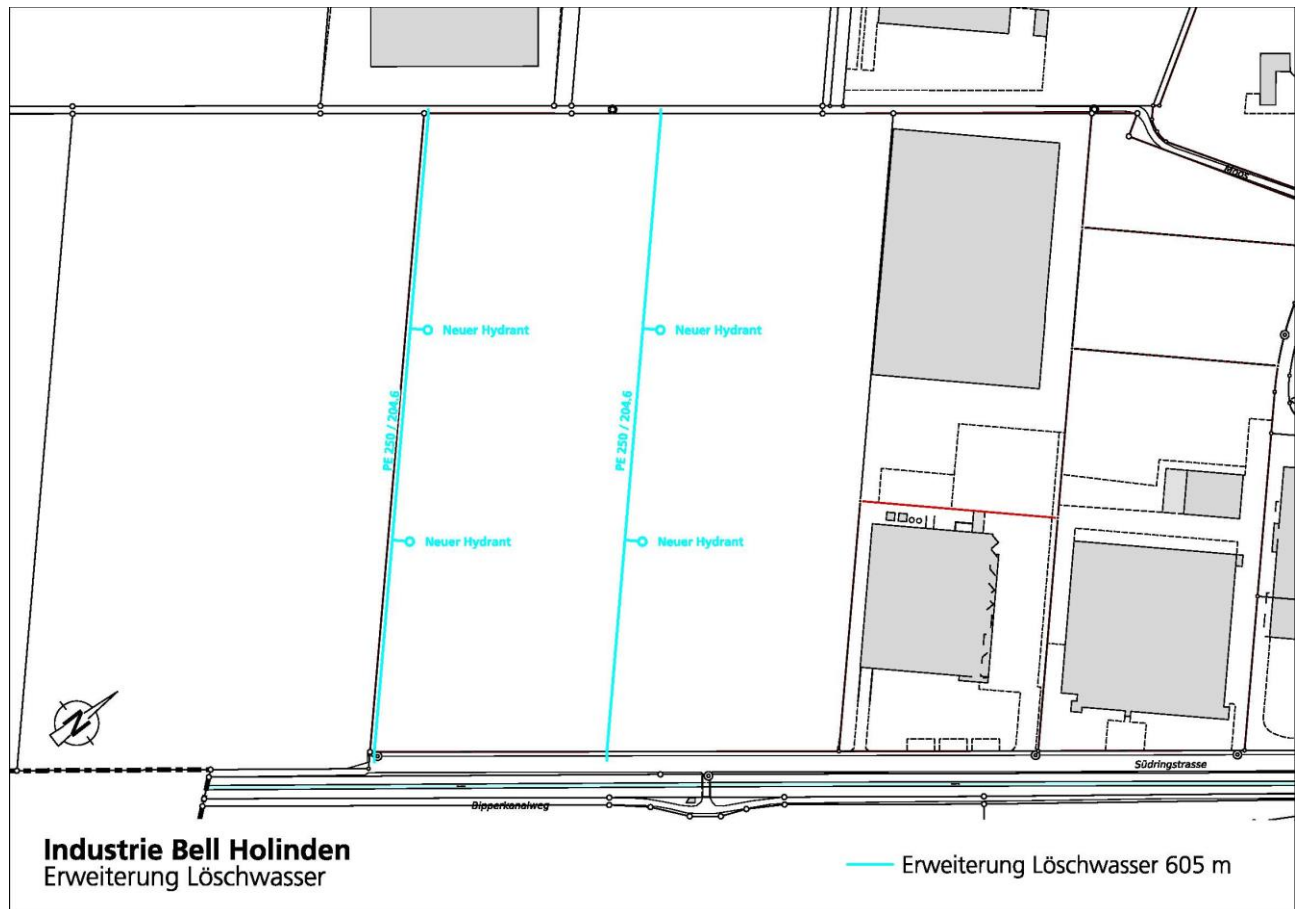 Moos
Neuer Hydrant
Neuer Hydrant
PE 250 / 204.6
PE 250 / 204.6
Neuer Hydrant
Neuer Hydrant
N
Südringstrasse
Bipperkanalweg
Industrie Bell Holinden
Erweiterung Löschwasser
Erweiterung Löschwasser 605 m